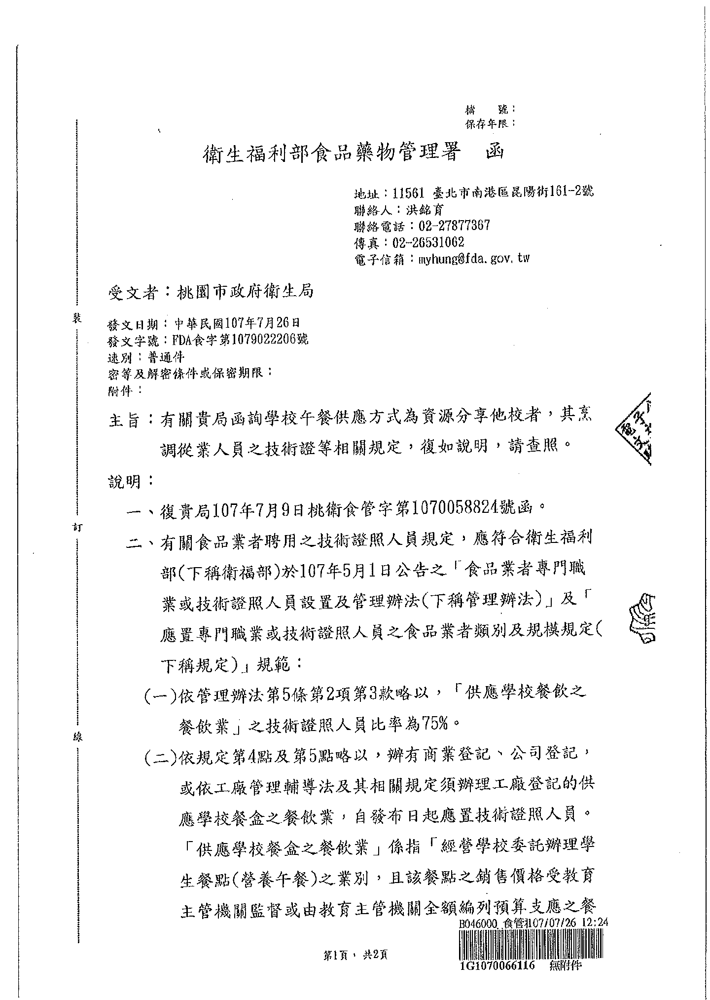 檔　　號：
保存年限：
衛生福利部食品藥物管理署　函
地址：11561 臺北市南港區昆陽街161-2號
聯絡人：洪銘育
聯絡電話：02-27877367
傳真：02-26531062
電子信箱：myhung@fda.gov.tw
受文者：桃園市政府衛生局
發文日期：中華民國107年7月26日
發文字號：FDA食字第1079022206號
速別：普通件
密等及解密條件或保密期限：
附件：
主旨：有關貴局函詢學校午餐供應方式為資源分享他校者，其烹
調從業人員之技術證等相關規定，復如說明，請查照。
說明：
一、復貴局107年7月9日桃衛食管字第1070058824號函。
二、有關食品業者聘用之技術證照人員規定，應符合衛生福利
部(下稱衛福部)於107年5月1日公告之「食品業者專門職
業或技術證照人員設置及管理辦法(下稱管理辦法)」及「
應置專門職業或技術證照人員之食品業者類別及規模規定(
下稱規定)」規範：
(一)依管理辦法第5條第2項第3款略以，「供應學校餐飲之
餐飲業」之技術證照人員比率為75%。
(二)依規定第4點及第5點略以，辦有商業登記、公司登記，
或依工廠管理輔導法及其相關規定須辦理工廠登記的供
應學校餐盒之餐飲業，自發布日起應置技術證照人員。
「供應學校餐盒之餐飲業」係指「經營學校委託辦理學
生餐點(營養午餐)之業別，且該餐點之銷售價格受教育
主管機關監督或由教育主管機關全額編列預算支應之餐
裝
訂
線
電子
文
B046000 食管107/07/26 12:24
1G1070066116　無附件
第1頁，共2頁